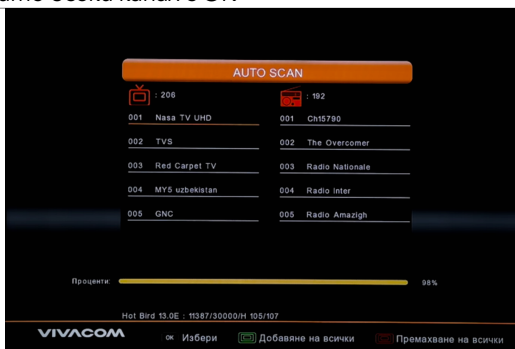 AUTO SCAN
: 206
: 192
001 Nasa TV UHD
001 Ch15790
002 TVS
002 The Overcomer
003 Red Carpet TV
003 Radio Nationale
004 MY5 uzbekistan
004 Radio Inter
005 GNC
005 Radio Amazigh
Проценти:
98%
Hot Bird 13.0E : 11387/30000/H 105/107
VIVACOM
OK Избери
Добавяне на всички
Премахване на всички